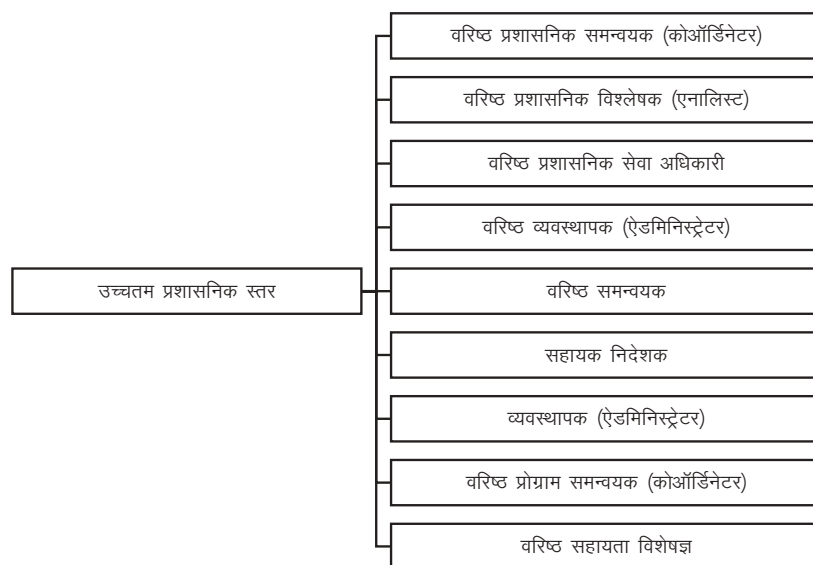 वरिष्ठ प्रशासनिक समन्वयक (कोऑर्डिनेटर)
वरिष्ठ प्रशासनिक विश्लेषक (एनालिस्ट)
वरिष्ठ प्रशासनिक सेवा अधिकारी
वरिष्ठ व्यवस्थापक (ऐडमिनिस्ट्रेटर)
उच्चतम प्रशासनिक स्तर
वरिष्ठ समन्वयक
सहायक निदेशक
व्यवस्थापक (ऐडमिनिस्ट्रेटर)
वरिष्ठ प्रोग्राम समन्वयक (कोऑर्डिनेटर)
वरिष्ठ सहायता विशेषज्ञ